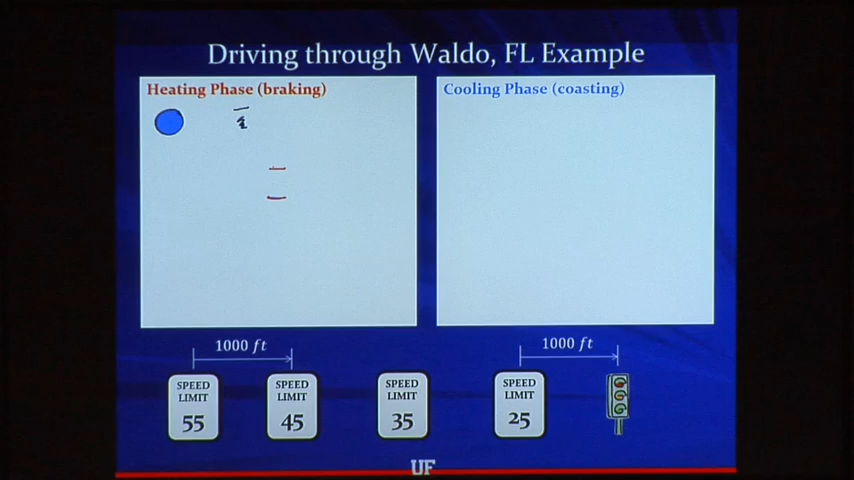 Driving through Waldo, FL Example
Heating Phase (braking)
Cooling Phase (coasting)
1000 ft
1000 ft
SPEED
LIMIT
55
SPEED
LIMIT
45
SPEED
LIMIT
35
SPEED
LIMIT
25
UF